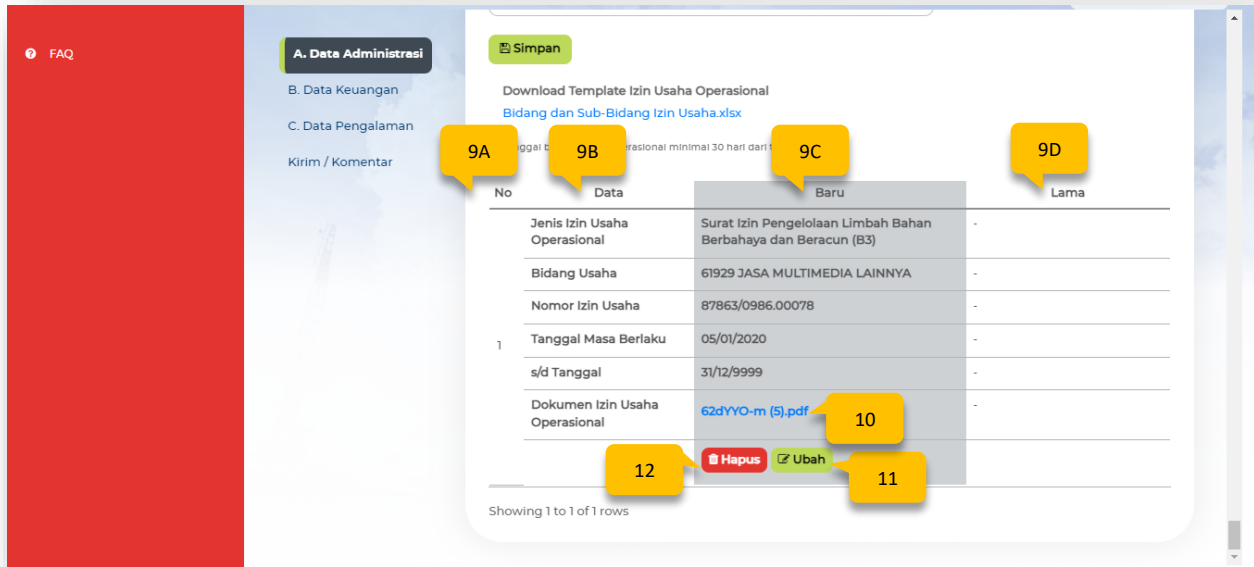 FAQ
A. Data Administrasi
B. Data Keuangan
C. Data Pengalaman
Kirim / Komentar
Simpan
Download Template Izin Usaha Operasional
Bidang dan Sub-Bidang Izin Usaha.xlsx
minimal 30 hari dari
9A
9B
9C
9D
No Data Baru Lama
Jenis Izin Usaha Surat Izin Pengelolaan Limbah Bahan -
Operasional Berbahaya dan Beracun (B3)
Bidang Usaha 61929 JASA MULTIMEDIA LAINNYA -
Nomor Izin Usaha 87863/0986.00078 -
1 Tanggal Masa Berlaku 05/01/2020 -
s/d Tanggal 31/12/9999 -
Dokumen Izin Usaha 62dYYO-m (5).pdf -
Operasional
10
Hapus Ubah
12
11
Showing 1 to 1 of 1 rows